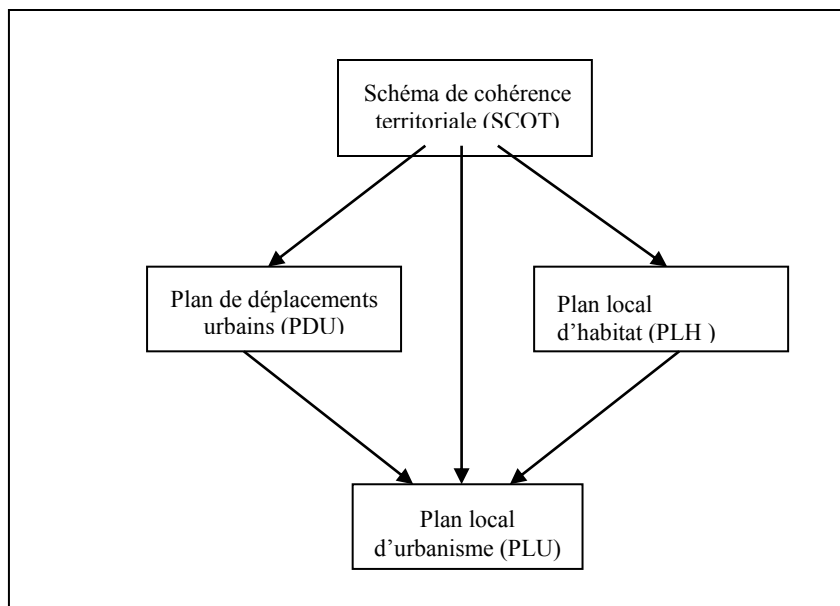 Schéma de cohérence
territoriale (SCOT)
Plan de déplacements
urbains (PDU)
Plan local
d’habitat (PLH )
Plan local
d’urbanisme (PLU)